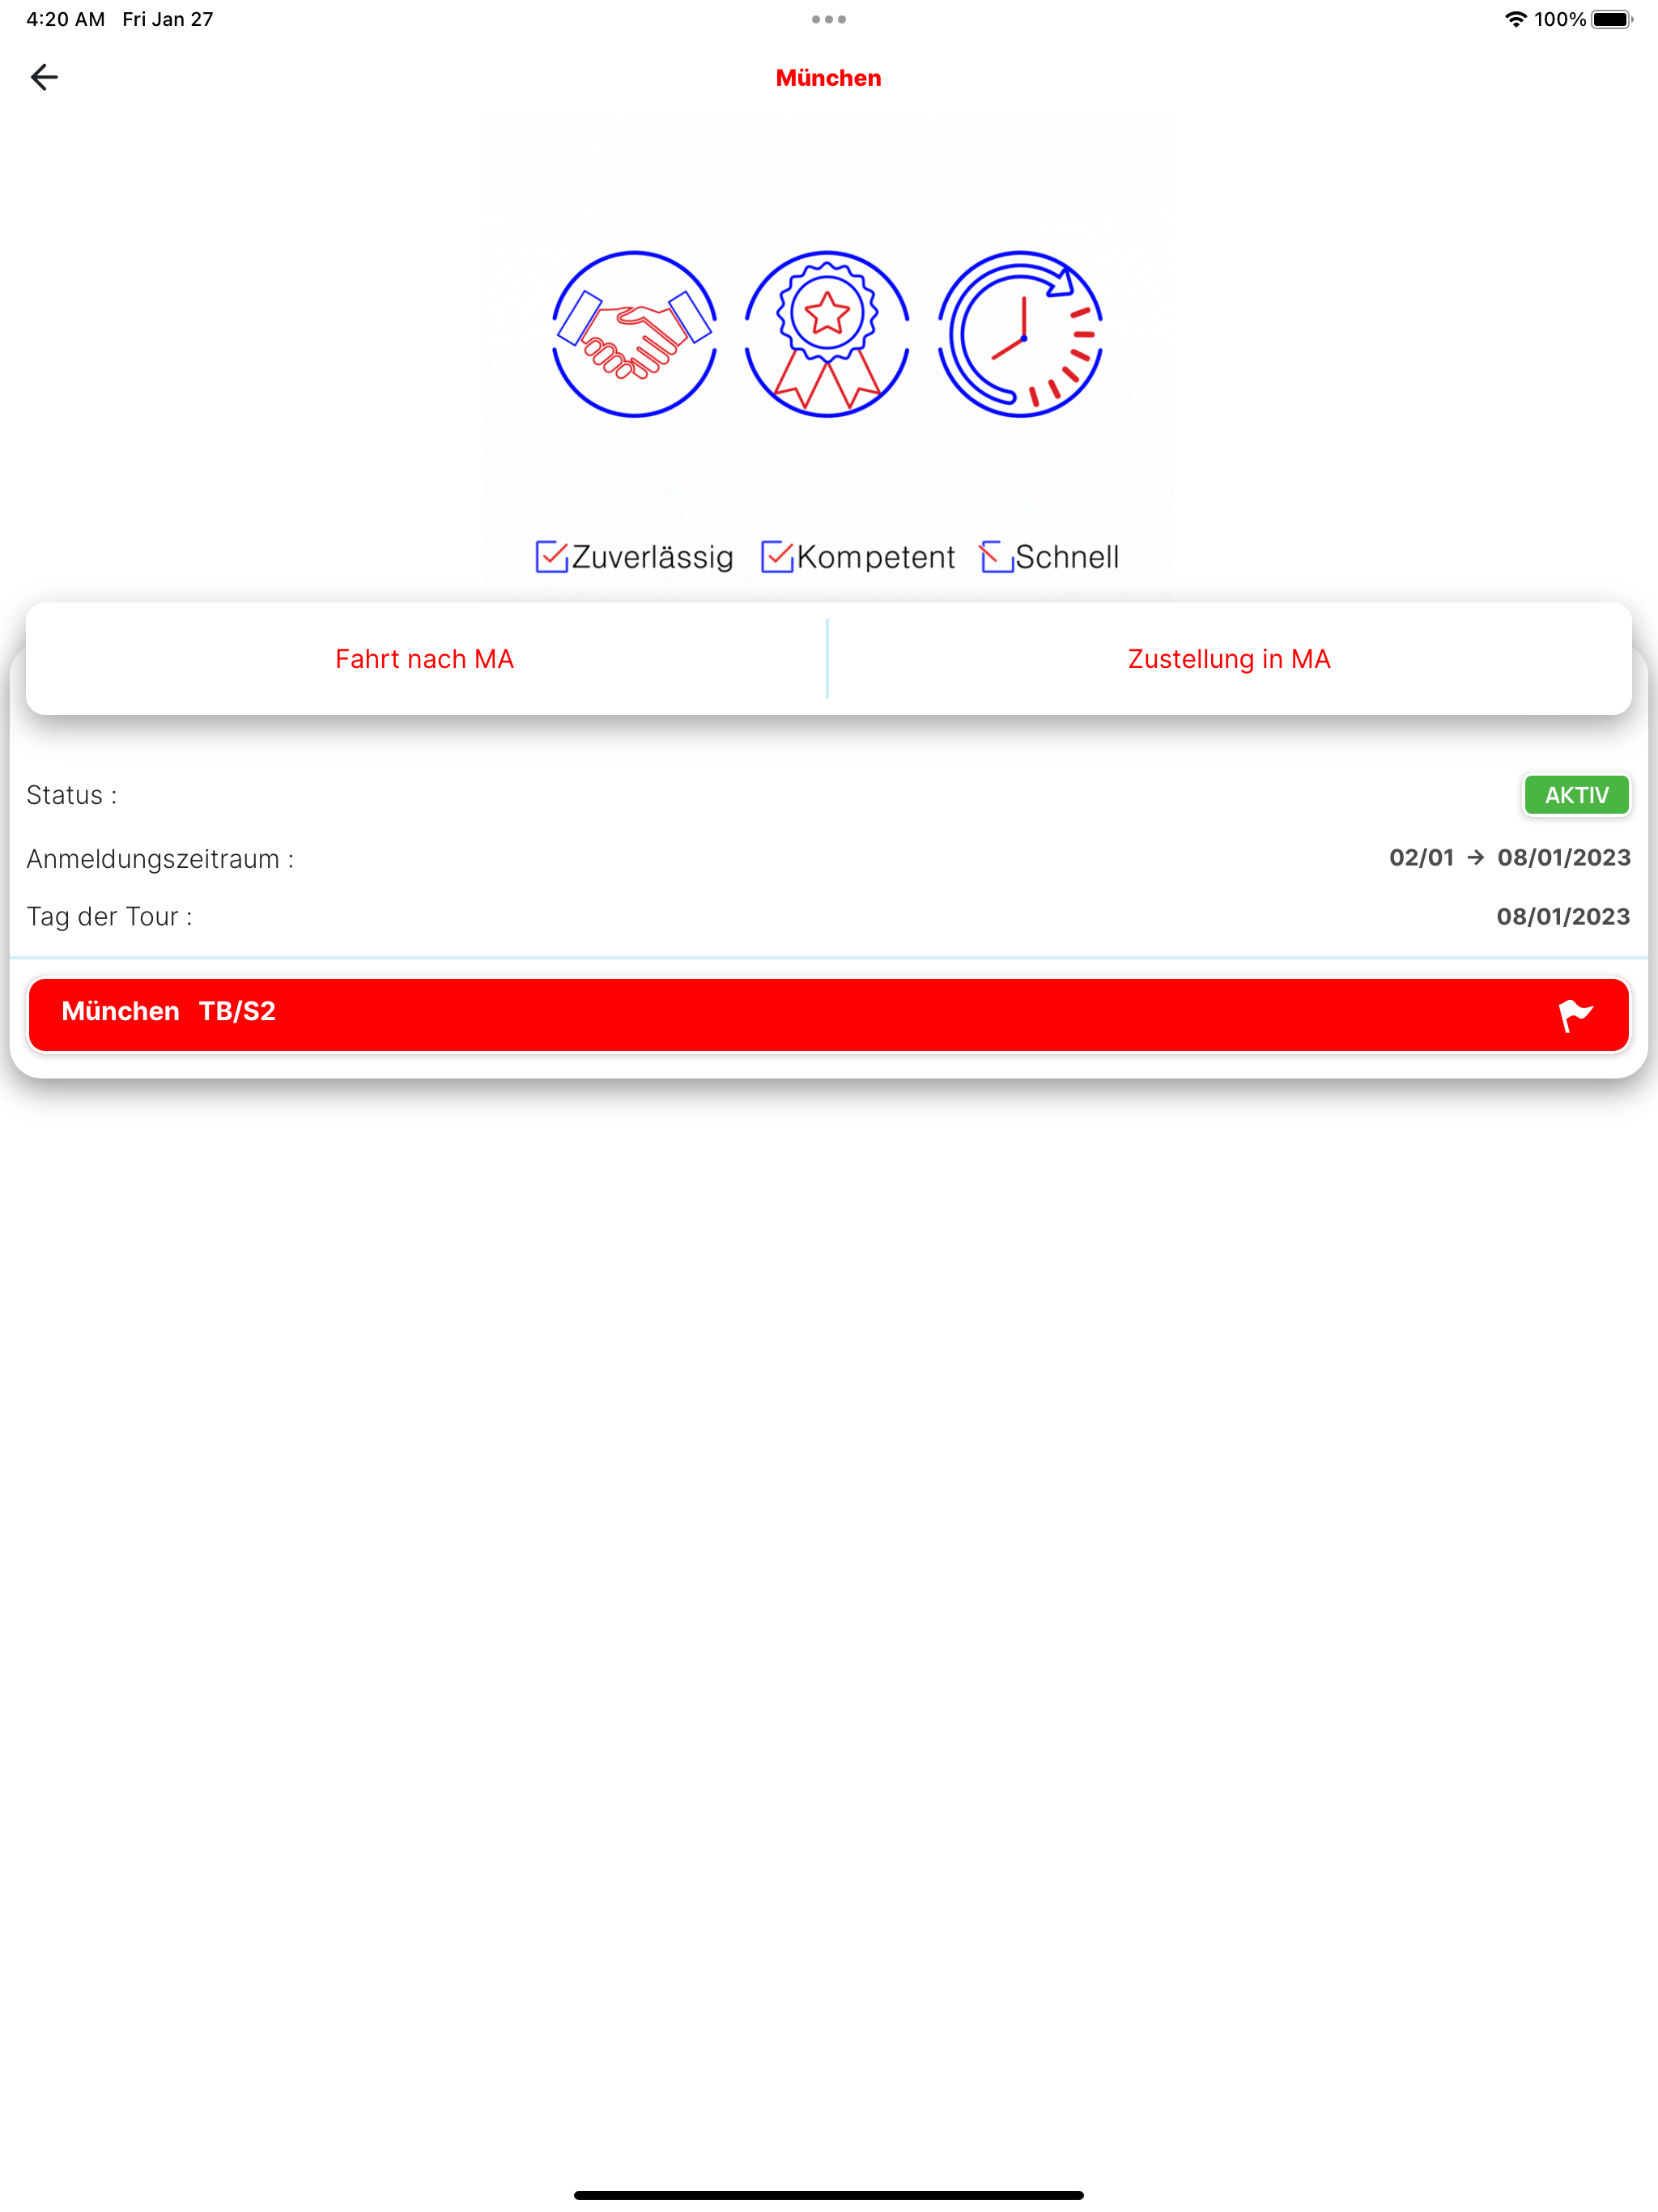 4:20 AM Fri Jan 27 100%
München
Zuverlässig Kompetent Schnell
Fahrt nach MA Zustellung in MA
Status : AKTIV
Anmeldungszeitraum : 02/01 → 08/01/2023
Tag der Tour : 08/01/2023
München TB/S2